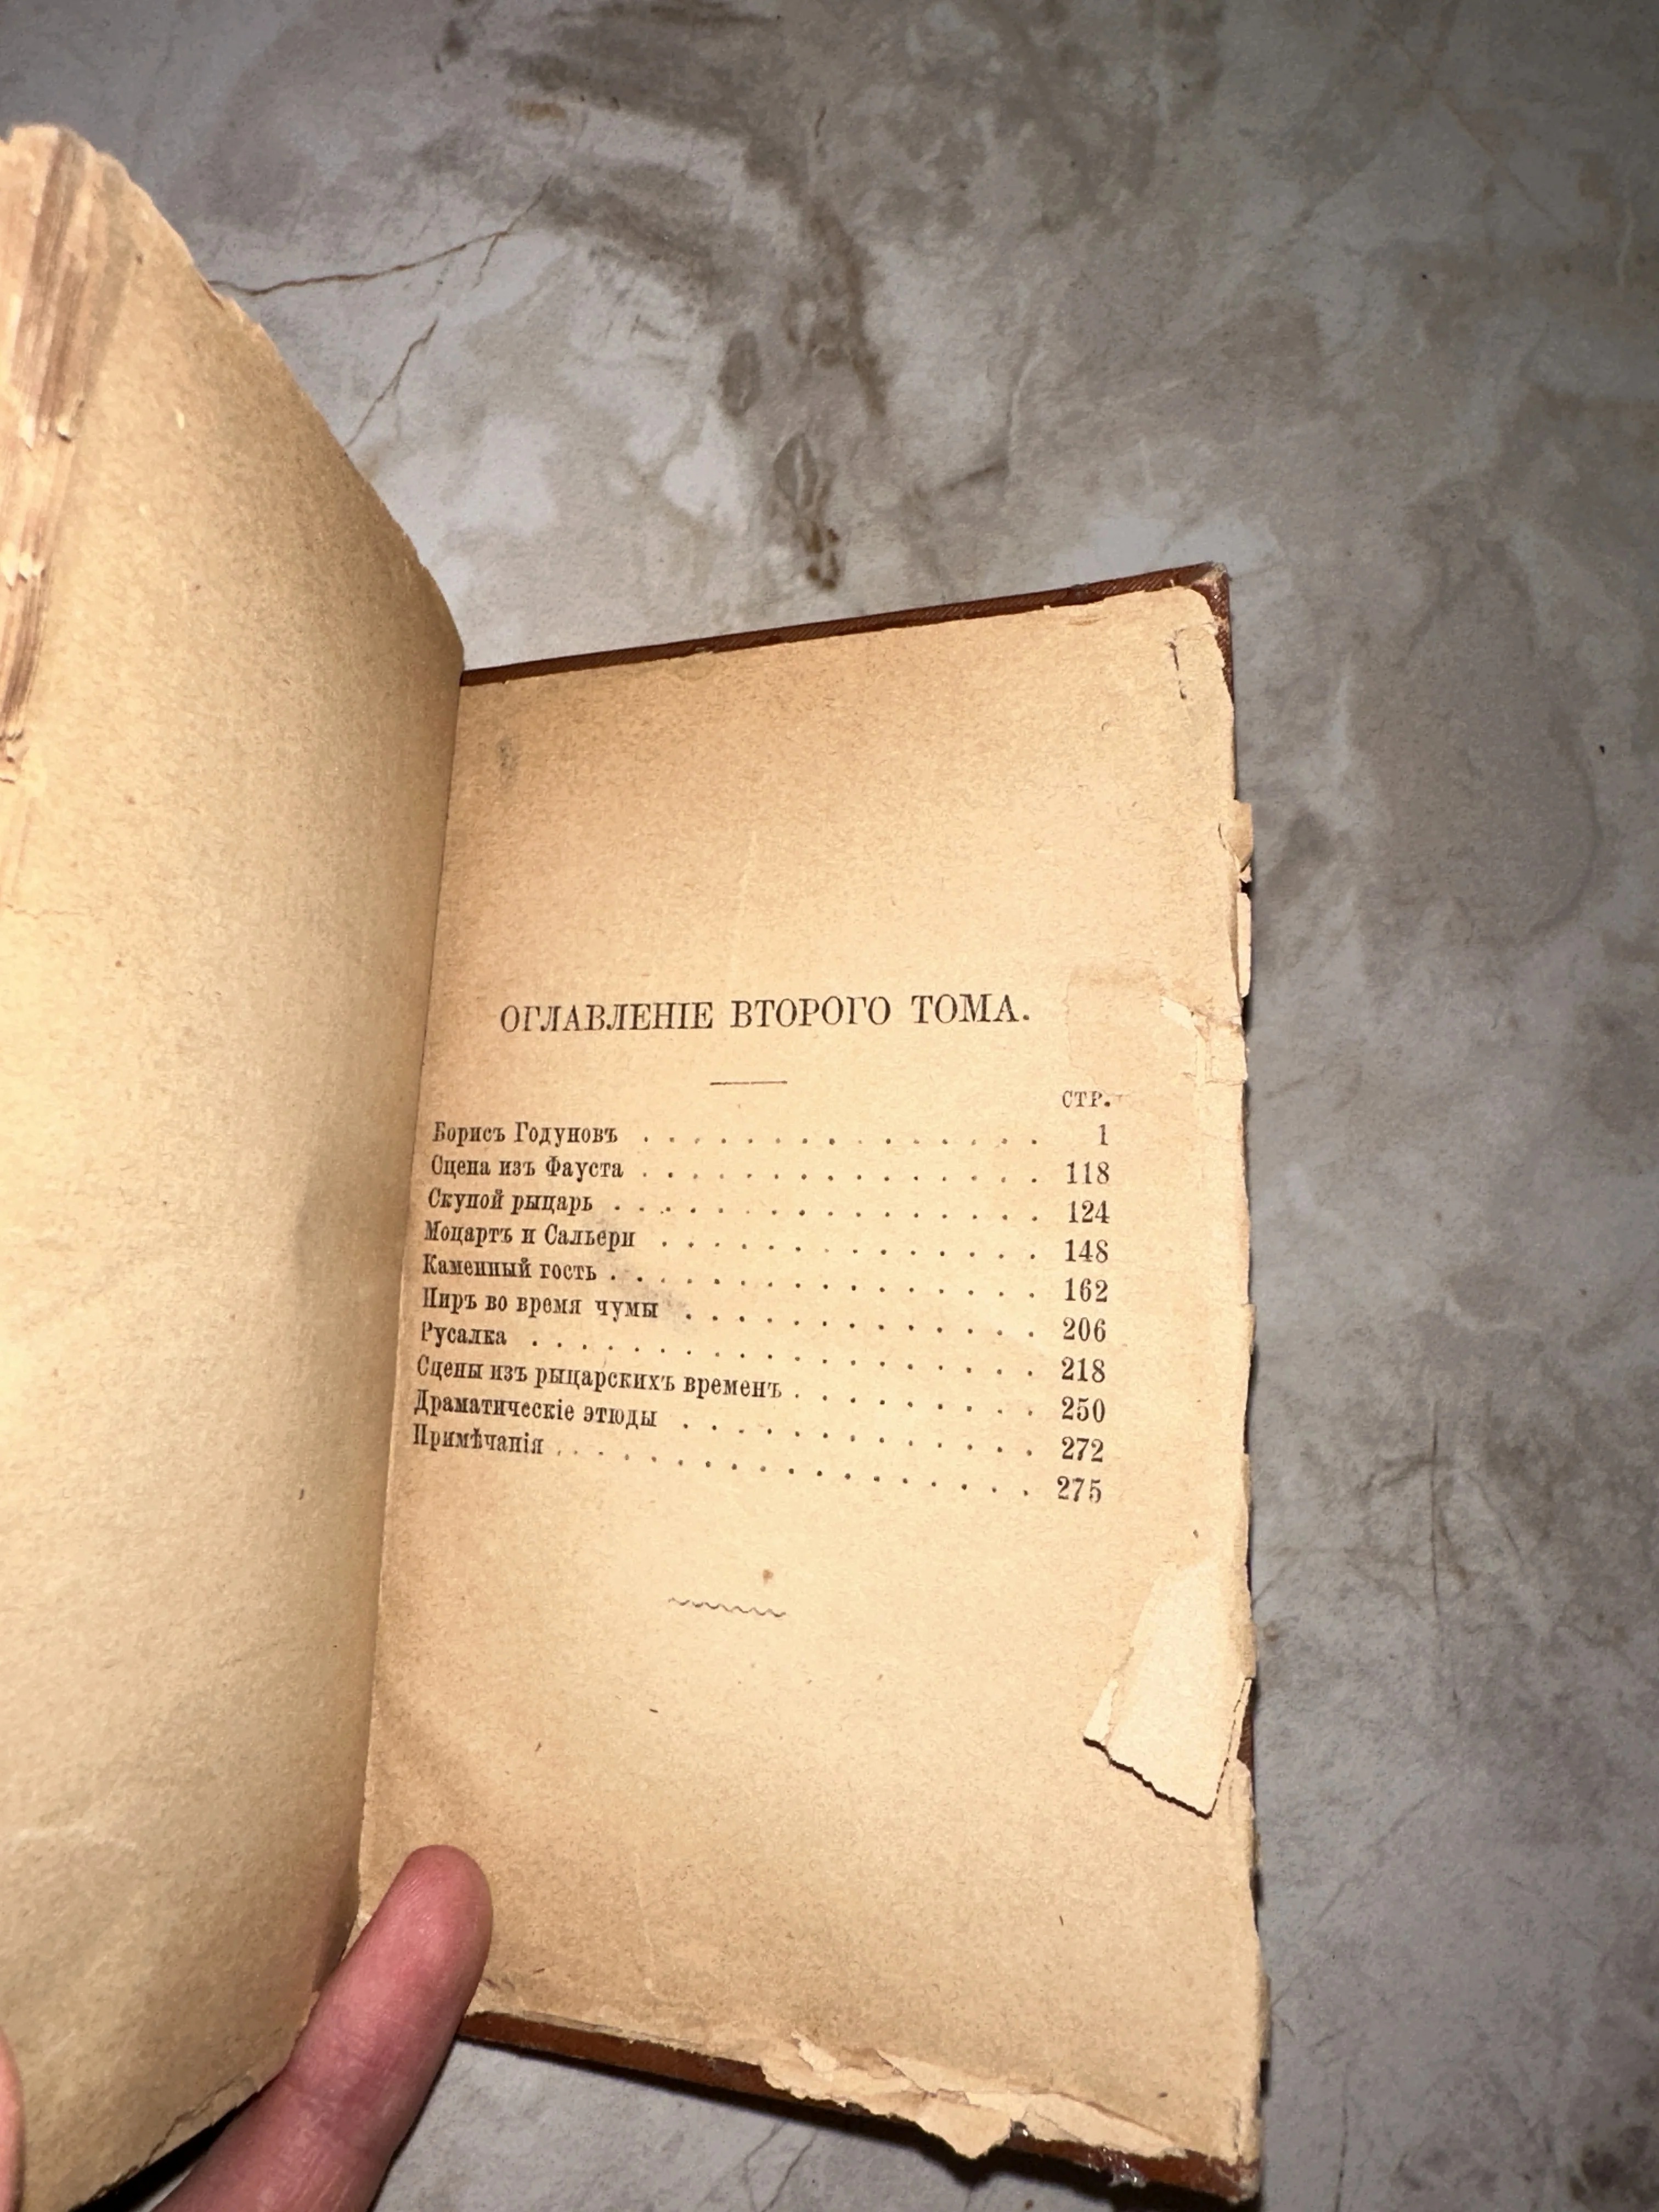 ОГЛАВЛЕНІЕ ВТОРОГО ТОМА.
СТР.
Борисъ Годуновъ . . . . . . . . . . . . . . . 1
Сцена изъ Фауста . . . . . . . . . . . . . . . 118
Скупой рыцарь . . . . . . . . . . . . . . . . 124
Моцартъ и Сальери . . . . . . . . . . . . . . 148
Каменный гость . . . . . . . . . . . . . . . . 162
Пиръ во время чумы . . . . . . . . . . . . . 206
Русалка . . . . . . . . . . . . . . . . . . . 218
Сцены изъ рыцарскихъ временъ . . . . . . . . . 250
Драматическіе этюды . . . . . . . . . . . . . 272
Примѣчанія . . . . . . . . . . . . . . . . . . 275